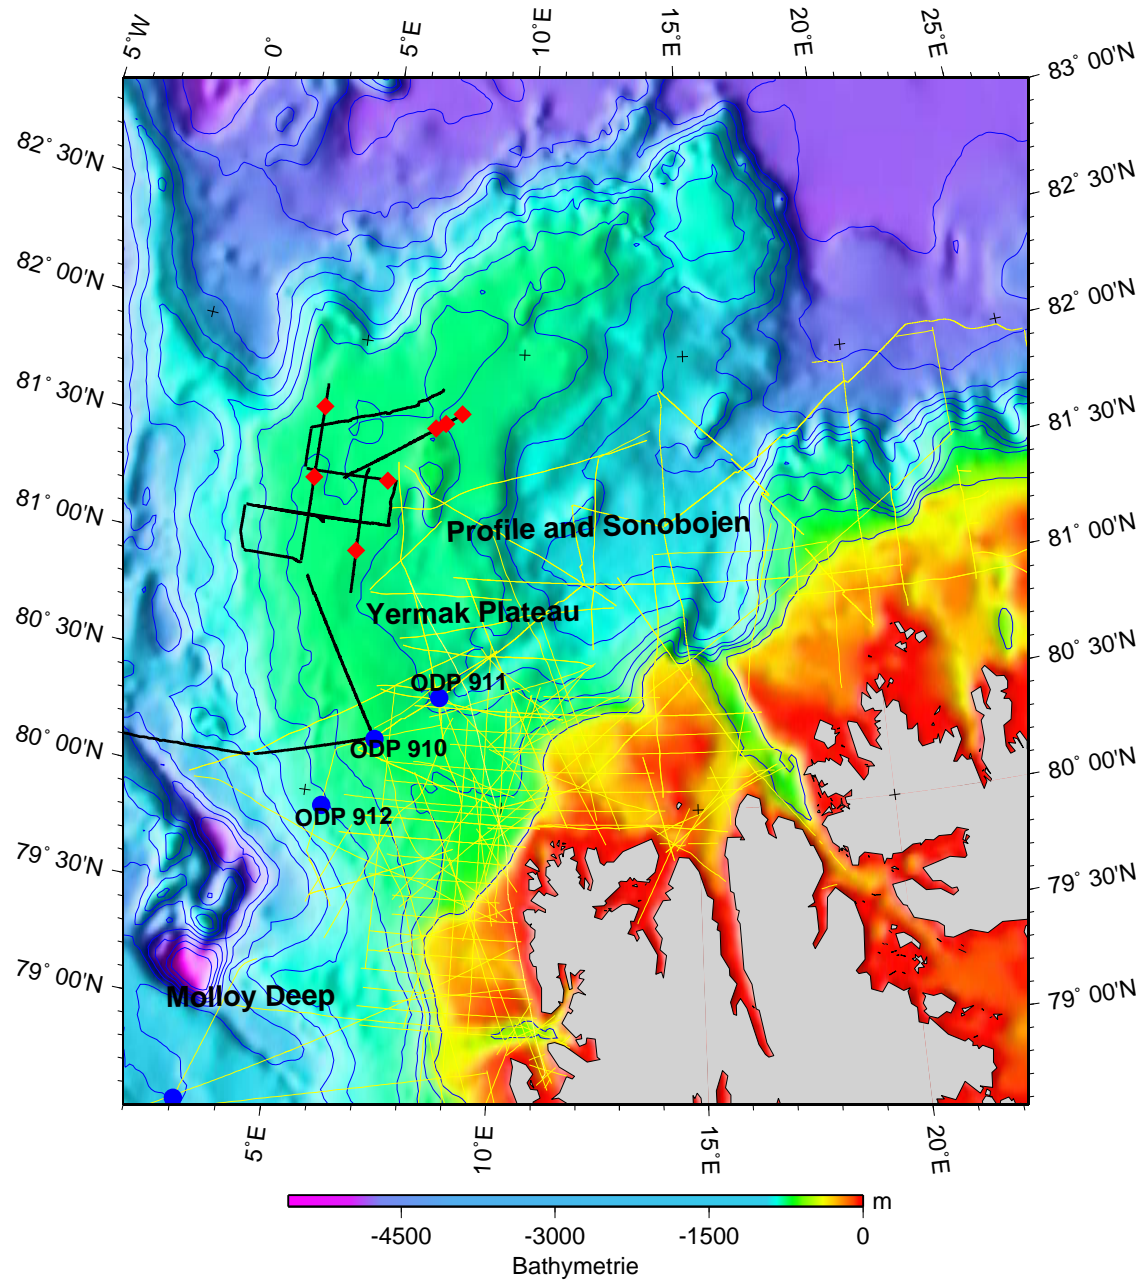 5°W
0°
5°E
10°E
15°E
20°E
25°E
83° 00'N
82° 30'N
82° 30'N
82° 00'N
82° 00'N
81° 30'N
81° 30'N
81° 00'N
81° 00'N
Profile and Sonobojen
Yermak Plateau
80° 30'N
80° 30'N
ODP 911
80° 00'N
ODP 910
80° 00'N
ODP 912
79° 30'N
79° 30'N
79° 00'N
Molloy Deep
79° 00'N
5°E
10°E
15°E
20°E
m
-4500
-3000
-1500
0
Bathymetrie